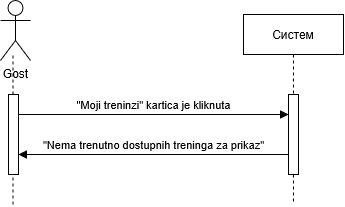 Систем
Gost
"Moji treninzi" kartica je kliknuta
"Nema trenutno dostupnih treninga za prikaz"